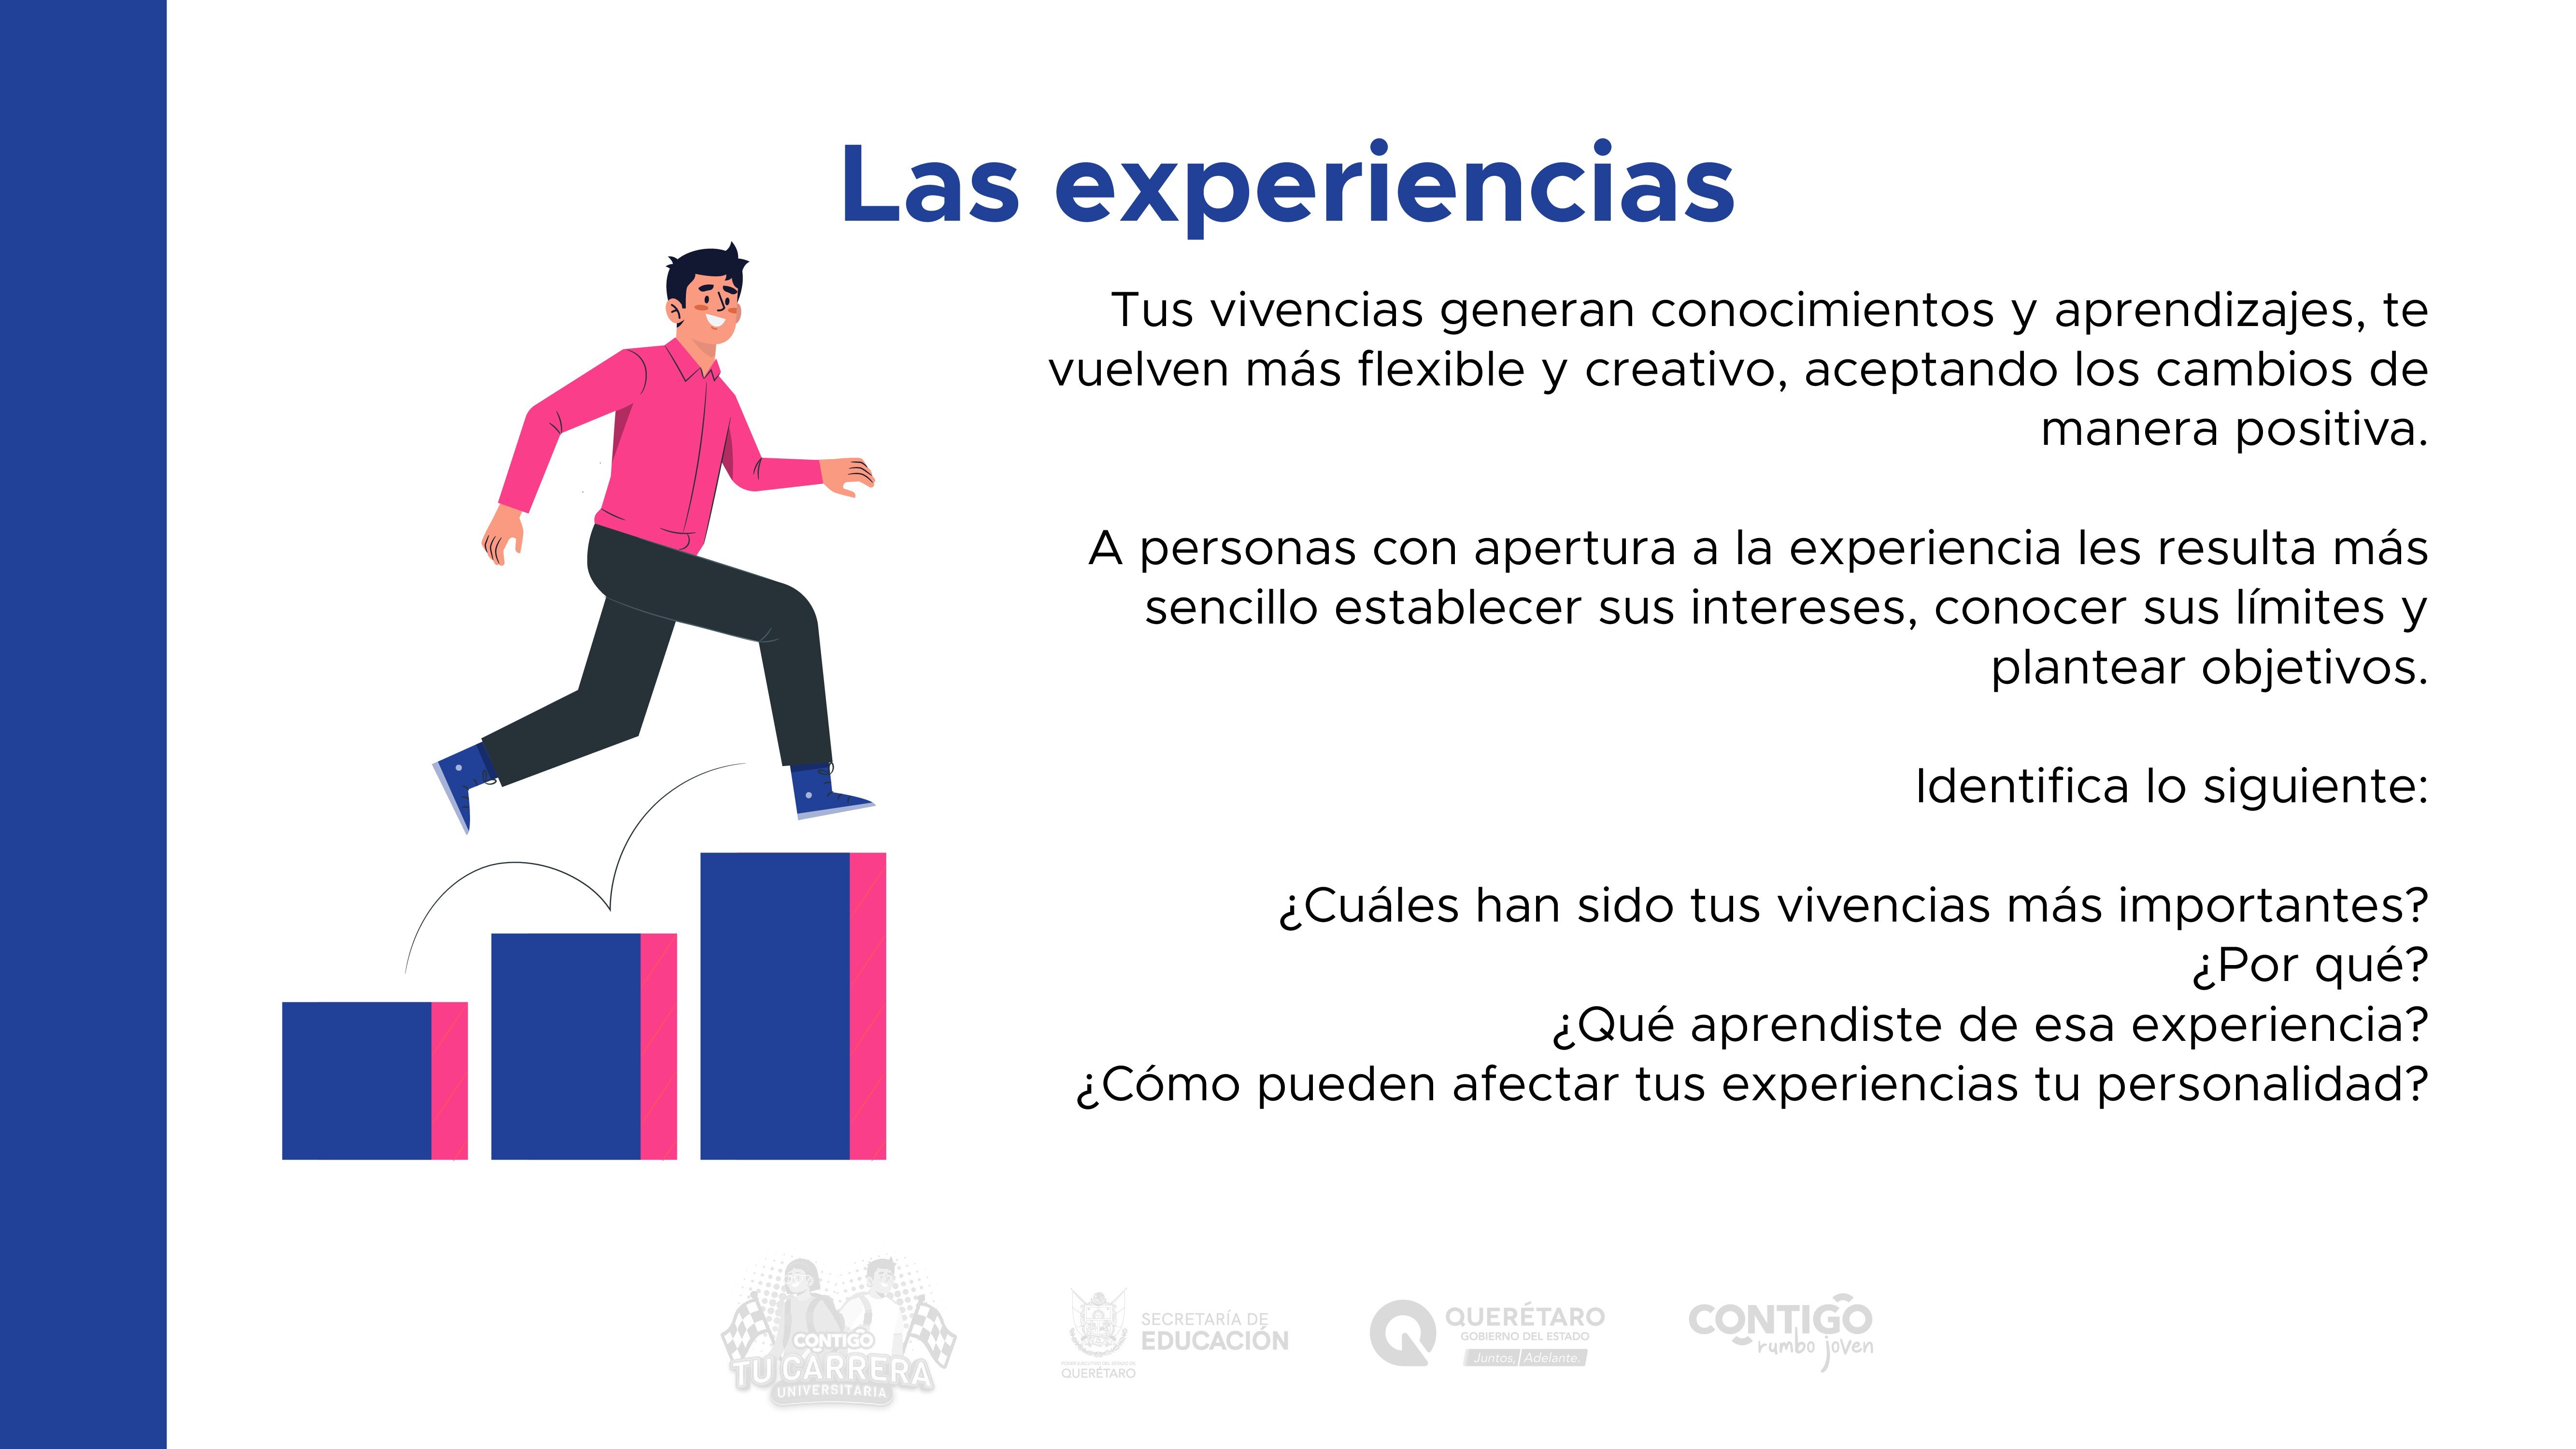 Las experiencias
Tus vivencias generan conocimientos y aprendizajes, te
vuelven más flexible y creativo, aceptando los cambios de
manera positiva.
A personas con apertura a la experiencia les resulta más
sencillo establecer sus intereses, conocer sus límites y
plantear objetivos.
Identifica lo siguiente:
¿Cuáles han sido tus vivencias más importantes?
¿Por qué?
¿Qué aprendiste de esa experiencia?
¿Cómo pueden afectar tus experiencias tu personalidad?
CONTIGO
TU CARRERA
UNIVERSITARIA
SECRETARÍA DE
EDUCACIÓN
QUERÉTARO
QUERÉTARO
GOBIERNO DEL ESTADO
Juntos, Adelante.
CONTIGO
rumbo joven